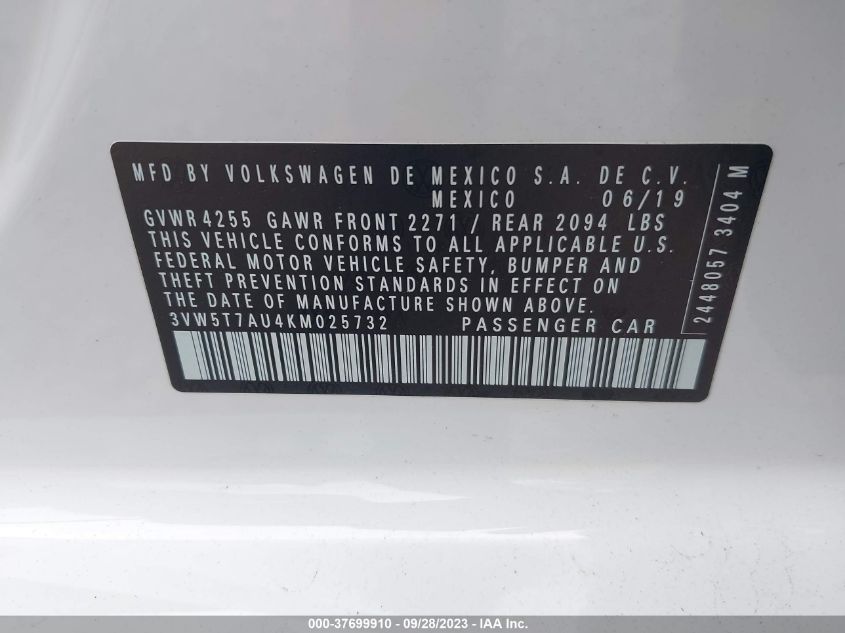 MFD BY VOLKSWAGEN DE MEXICO S.A. DE C.V.
MEXICO 06/19
GVWR 4255 GAWR FRONT 2271 / REAR 2094 LBS
THIS VEHICLE CONFORMS TO ALL APPLICABLE U.S.
FEDERAL MOTOR VEHICLE SAFETY, BUMPER AND
THEFT PREVENTION STANDARDS IN EFFECT ON
THE DATE OF MANUFACTURE SHOWN ABOVE.
3VW5T7AU4KM025732 PASSENGER CAR
2448057 3404 M
000-37699910 - 09/28/2023 - IAA Inc.